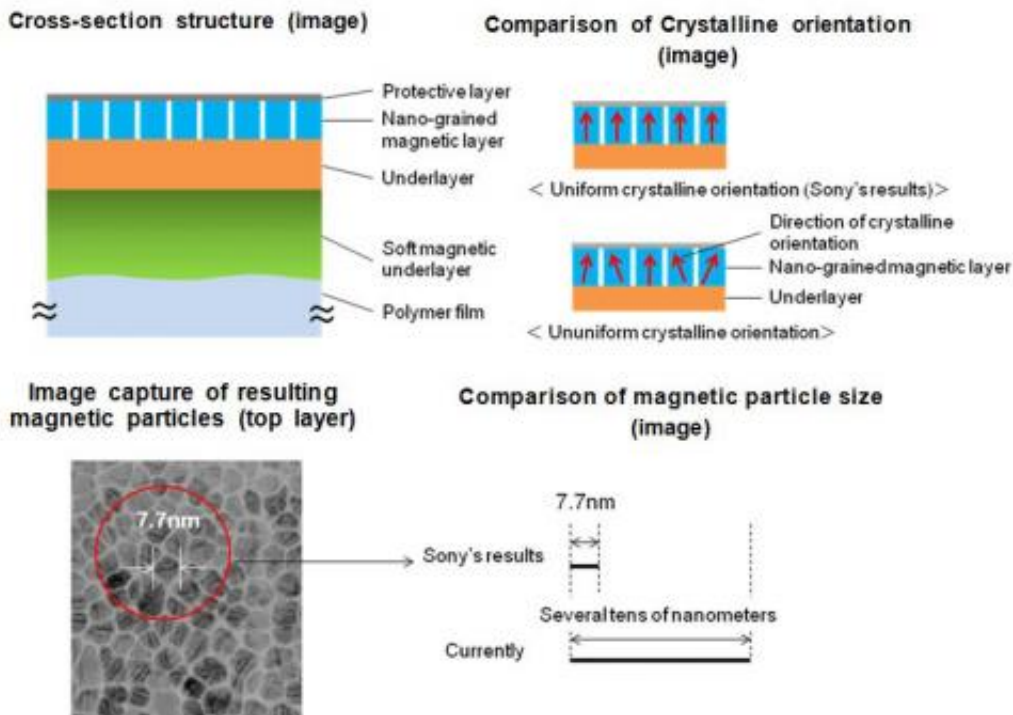 Cross-section structure (image)
Protective layer
Nano-grained
magnetic layer
Underlayer
Soft magnetic
underlayer
Polymer film
≈
≈
Comparison of Crystalline orientation
(image)
< Uniform crystalline orientation (Sony's results)>
Direction of crystalline
orientation
Nano-grained magnetic layer
Underlayer
< Ununiform crystalline orientation>
Image capture of resulting
magnetic particles (top layer)
7.7nm
Comparison of magnetic particle size
(image)
7.7nm
Sony's results
Several tens of nanometers
Currently